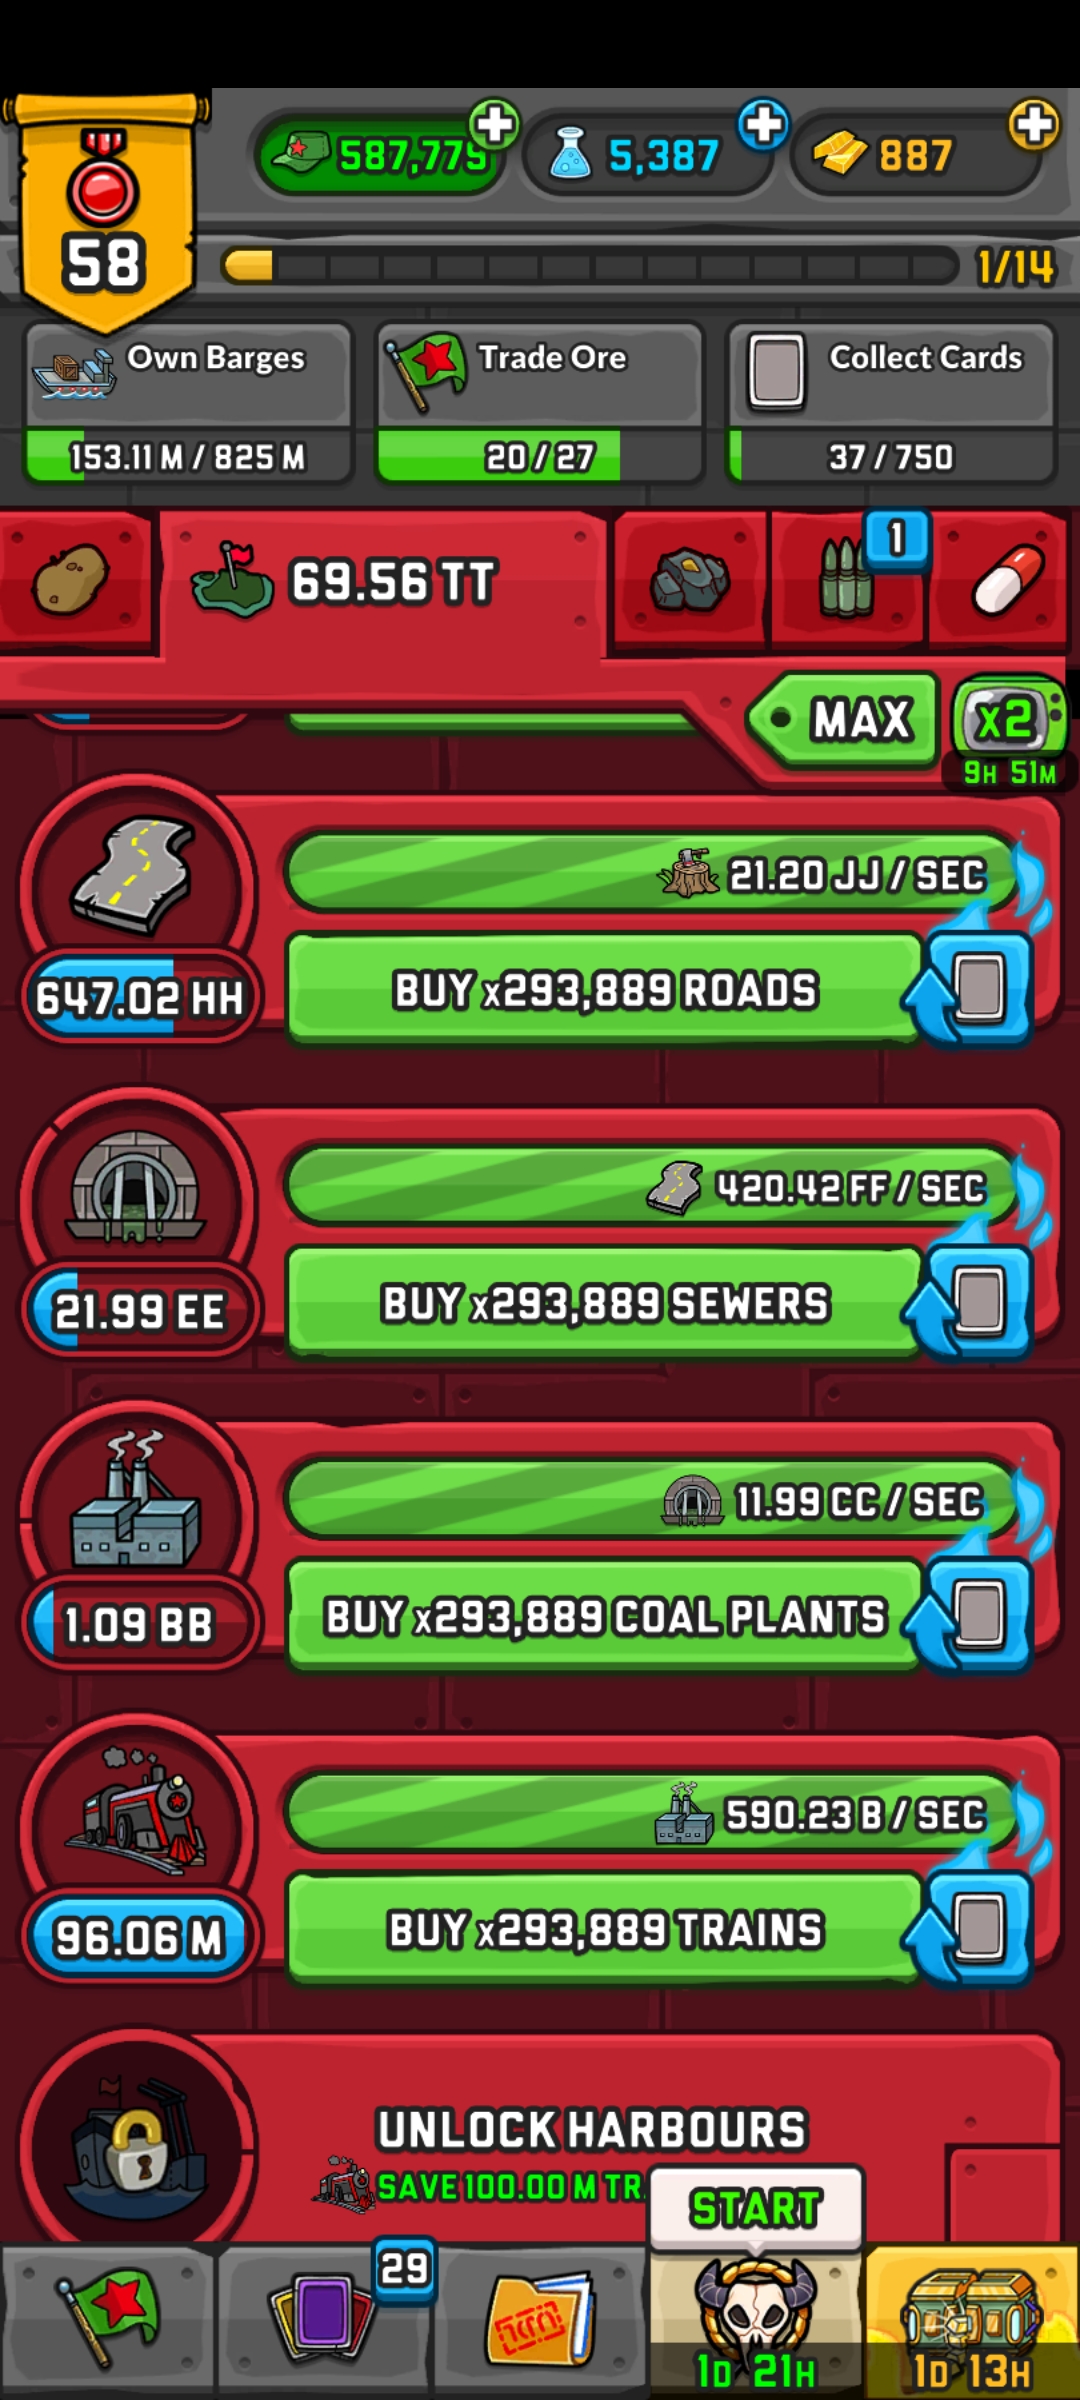 587,779
5,387
887
58
1/14
Own Barges
Trade Ore
Collect Cards
153.11 M / 825 M
20 / 27
37 / 750
69.56 TT
1
MAX
x2
9H 51M
21.20 JJ / SEC
647.02 HH
BUY x293,889 ROADS
420.42 FF / SEC
21.99 EE
BUY x293,889 SEWERS
11.99 CC / SEC
1.09 BB
BUY x293,889 COAL PLANTS
590.23 B / SEC
96.06 M
BUY x293,889 TRAINS
UNLOCK HARBOURS
SAVE 100.00 M TR
START
29
1D 21H
1D 13H